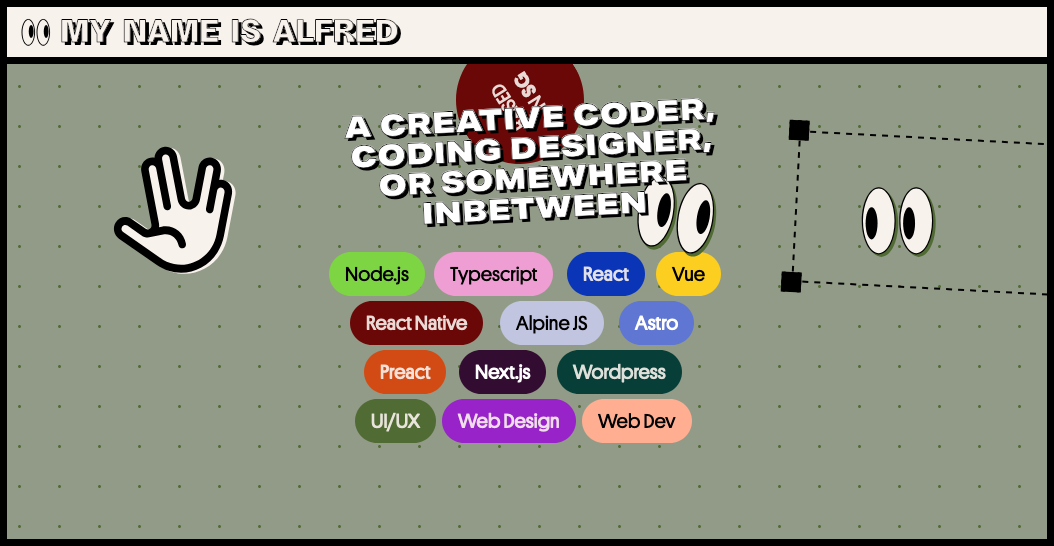 MY NAME IS ALFRED
A CREATIVE CODER,
CODING DESIGNER,
OR SOMEWHERE
INBETWEEN
Node.js Typescript React Vue
React Native Alpine JS Astro
Preact Next.js Wordpress
UI/UX Web Design Web Dev